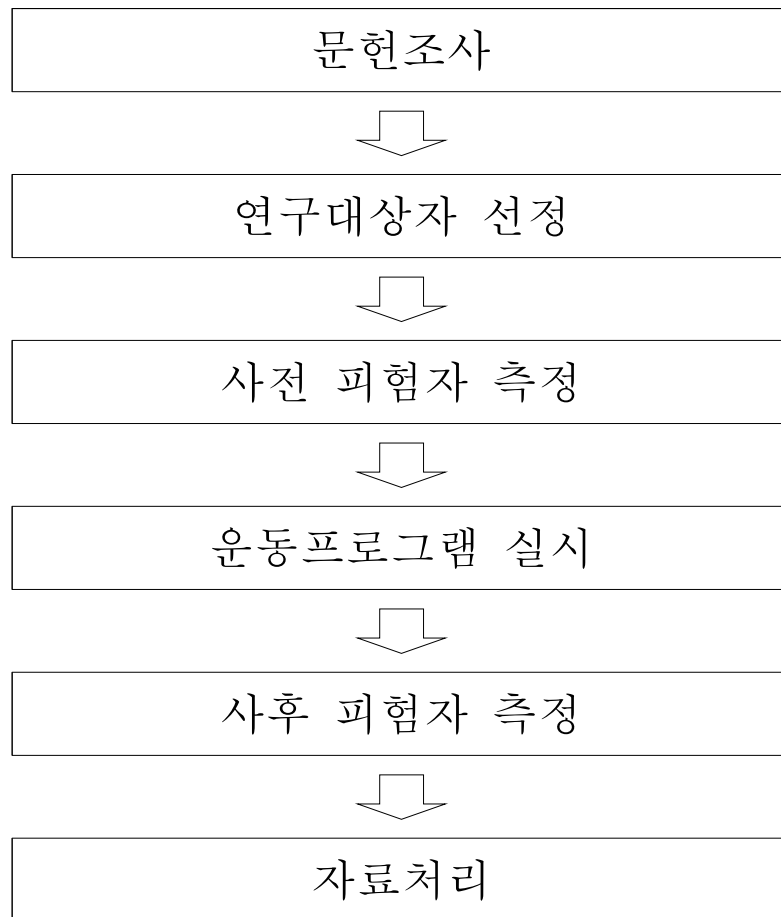 문헌조사
연구대상자 선정
사전 피험자 측정
운동프로그램 실시
사후 피험자 측정
자료처리